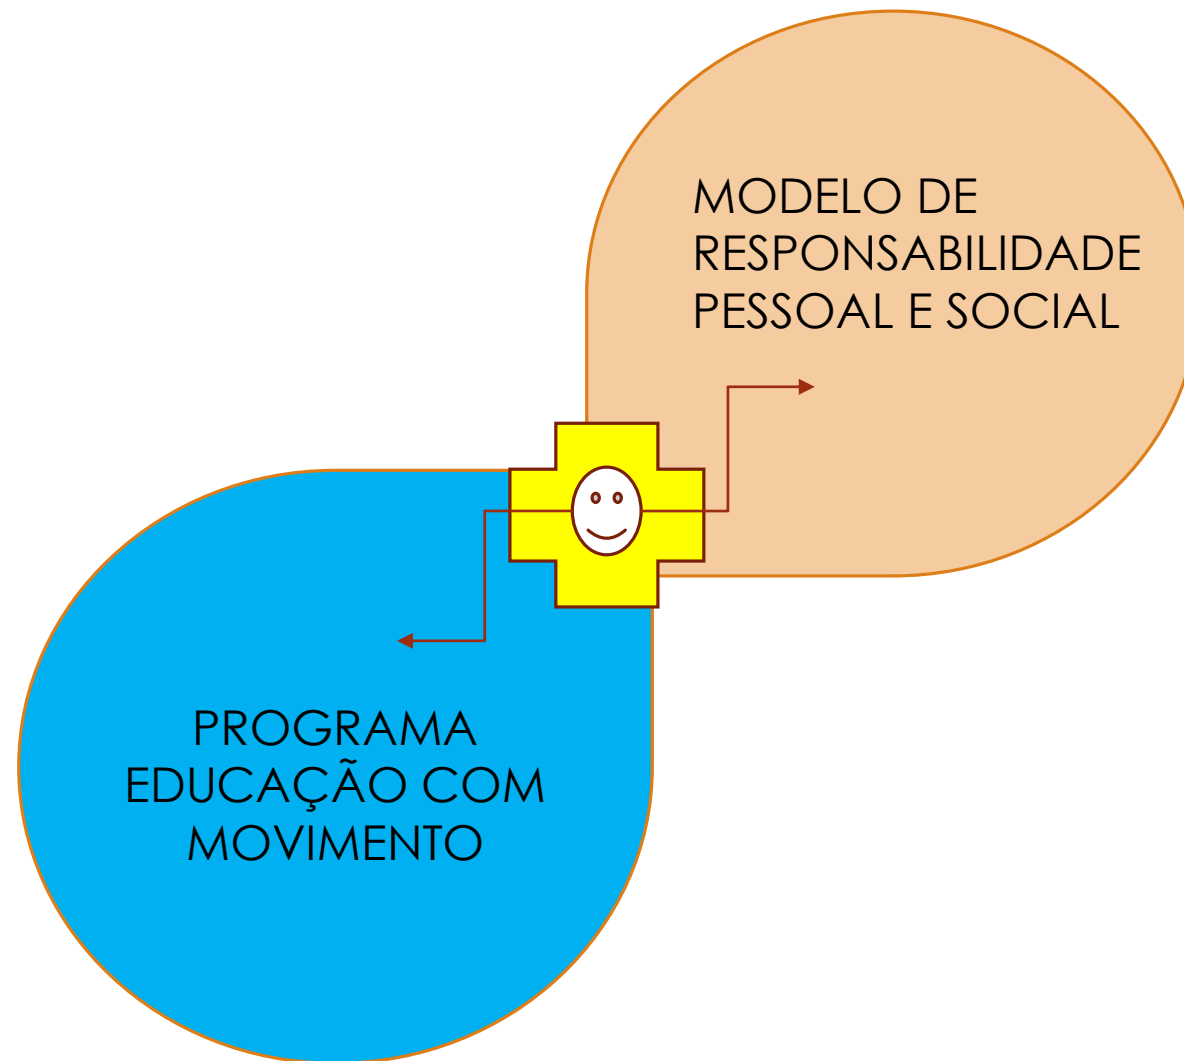 MODELO DE
RESPONSABILIDADE
PESSOAL E SOCIAL
PROGRAMA
EDUCAÇÃO COM
MOVIMENTO